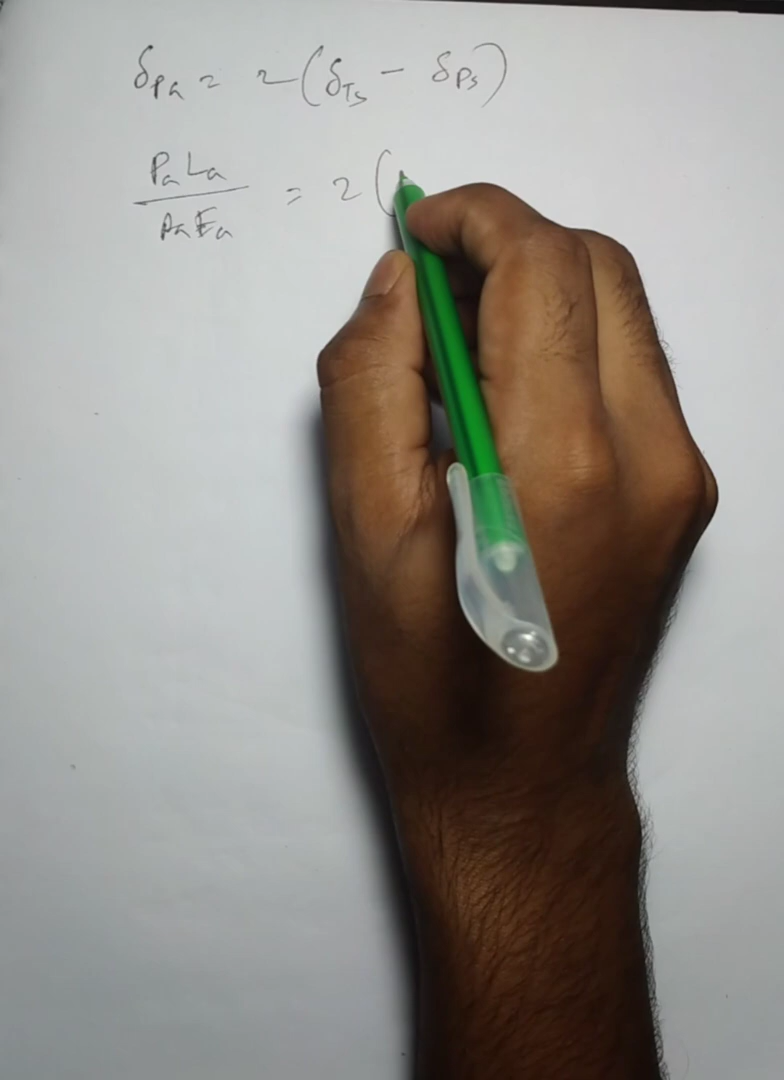 δPa = 2(δTs - δPs)
PaLa
AaEa
= 2(